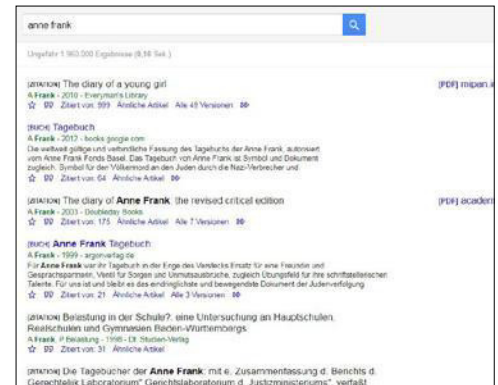 anne frank
Ungefähr 1.960.000 Ergebnisse (0,16 Sek.)
[ZITATION] The diary of a young girl
[PDF] mipan.i
A Frank - 2010 - Everyman's Library
Zitiert von: 999 Ähnliche Artikel Alle 49 Versionen
[BUCH] Tagebuch
A Frank - 2012 - books.google.com
Die weltweit gültige und verbindliche Fassung des Tagebuchs der Anne Frank, autorisiert
vom Anne Frank Fonds Basel. Das Tagebuch von Anne Frank ist Symbol und Dokument
zugleich. Symbol für den Völkermord an den Juden durch die Nazi-Verbrecher und
Zitiert von: 64 Ähnliche Artikel
[ZITATION] The diary of Anne Frank: the revised critical edition
[PDF] academ
A Frank - 2003 - Doubleday Books
Zitiert von: 175 Ähnliche Artikel Alle 7 Versionen
[BUCH] Anne Frank Tagebuch
A Frank - 1999 - argonverlag.de
Für Anne Frank war ihr Tagebuch in der Enge des Verstecks Ersatz für eine Freundin und
Gesprächspartnerin, Ventil für Sorgen und Unmutsausbrüche, zugleich Übungsfeld für ihre schriftstellerischen
Talente. Für uns ist und bleibt es das eindringlichste und bewegendste Dokument der Judenverfolgung.
Zitiert von: 21 Ähnliche Artikel Alle 3 Versionen
[ZITATION] Belastung in der Schule?: eine Untersuchung an Hauptschulen,
Realschulen und Gymnasien Baden-Württembergs
A Frank, P Belastung - 1998 - Dt. Studien-Verlag
Zitiert von: 31 Ähnliche Artikel
[ZITATION] Die Tagebücher der Anne Frank: mit e. Zusammenfassung d. Berichts d.
Gerechtelijk Laboratorium" Gerichtslaboratorium d. Justizministeriums", verfaßt